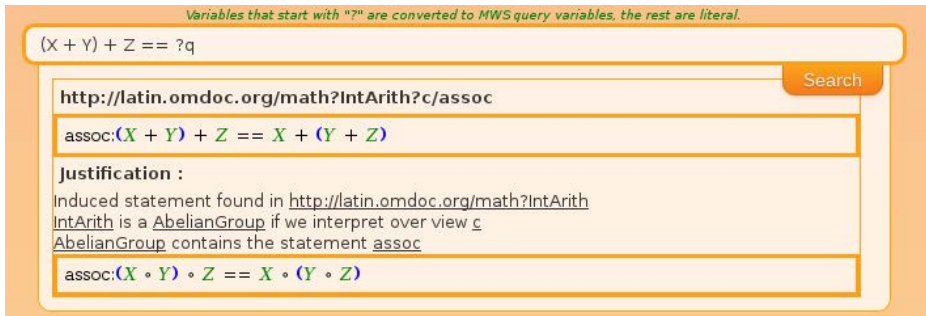 Variables that start with "?" are converted to MWS query variables, the rest are literal.
(X + Y) + Z == ?q
Search
http://latin.omdoc.org/math?IntArith?c/assoc
assoc:(X + Y) + Z == X + (Y + Z)
Justification :
Induced statement found in http://latin.omdoc.org/math?IntArith
IntArith is a AbelianGroup if we interpret over view c
AbelianGroup contains the statement assoc
assoc:(X ∘ Y) ∘ Z == X ∘ (Y ∘ Z)